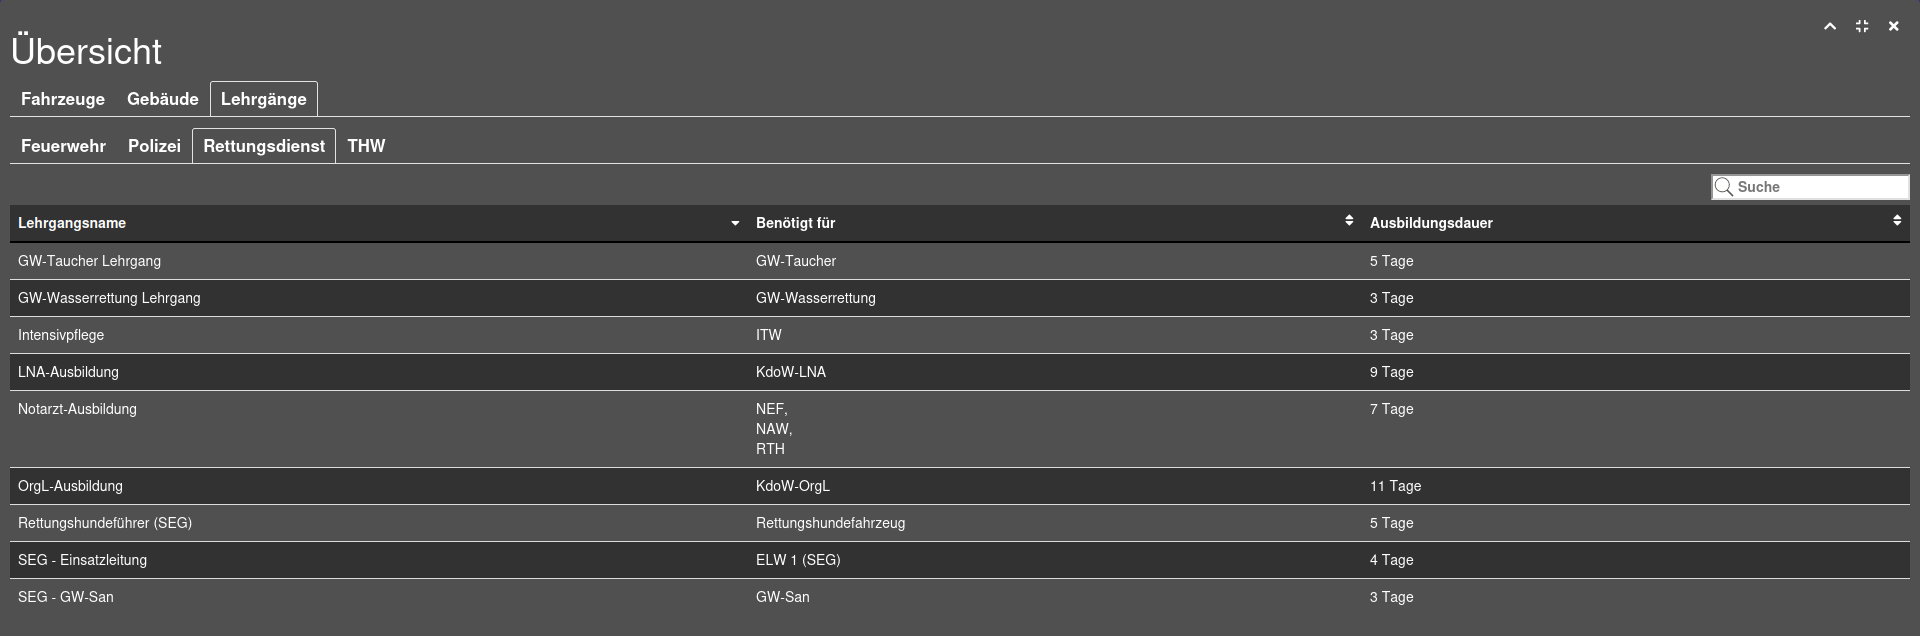 Übersicht
Fahrzeuge Gebäude Lehrgänge
Feuerwehr Polizei Rettungsdienst THW
Suche
Lehrgangsname Benötigt für Ausbildungsdauer
GW-Taucher Lehrgang GW-Taucher 5 Tage
GW-Wasserrettung Lehrgang GW-Wasserrettung 3 Tage
Intensivpflege ITW 3 Tage
LNA-Ausbildung KdoW-LNA 9 Tage
Notarzt-Ausbildung NEF, 7 Tage
NAW,
RTH
OrgL-Ausbildung KdoW-OrgL 11 Tage
Rettungshundeführer (SEG) Rettungshundefahrzeug 5 Tage
SEG - Einsatzleitung ELW 1 (SEG) 4 Tage
SEG - GW-San GW-San 3 Tage